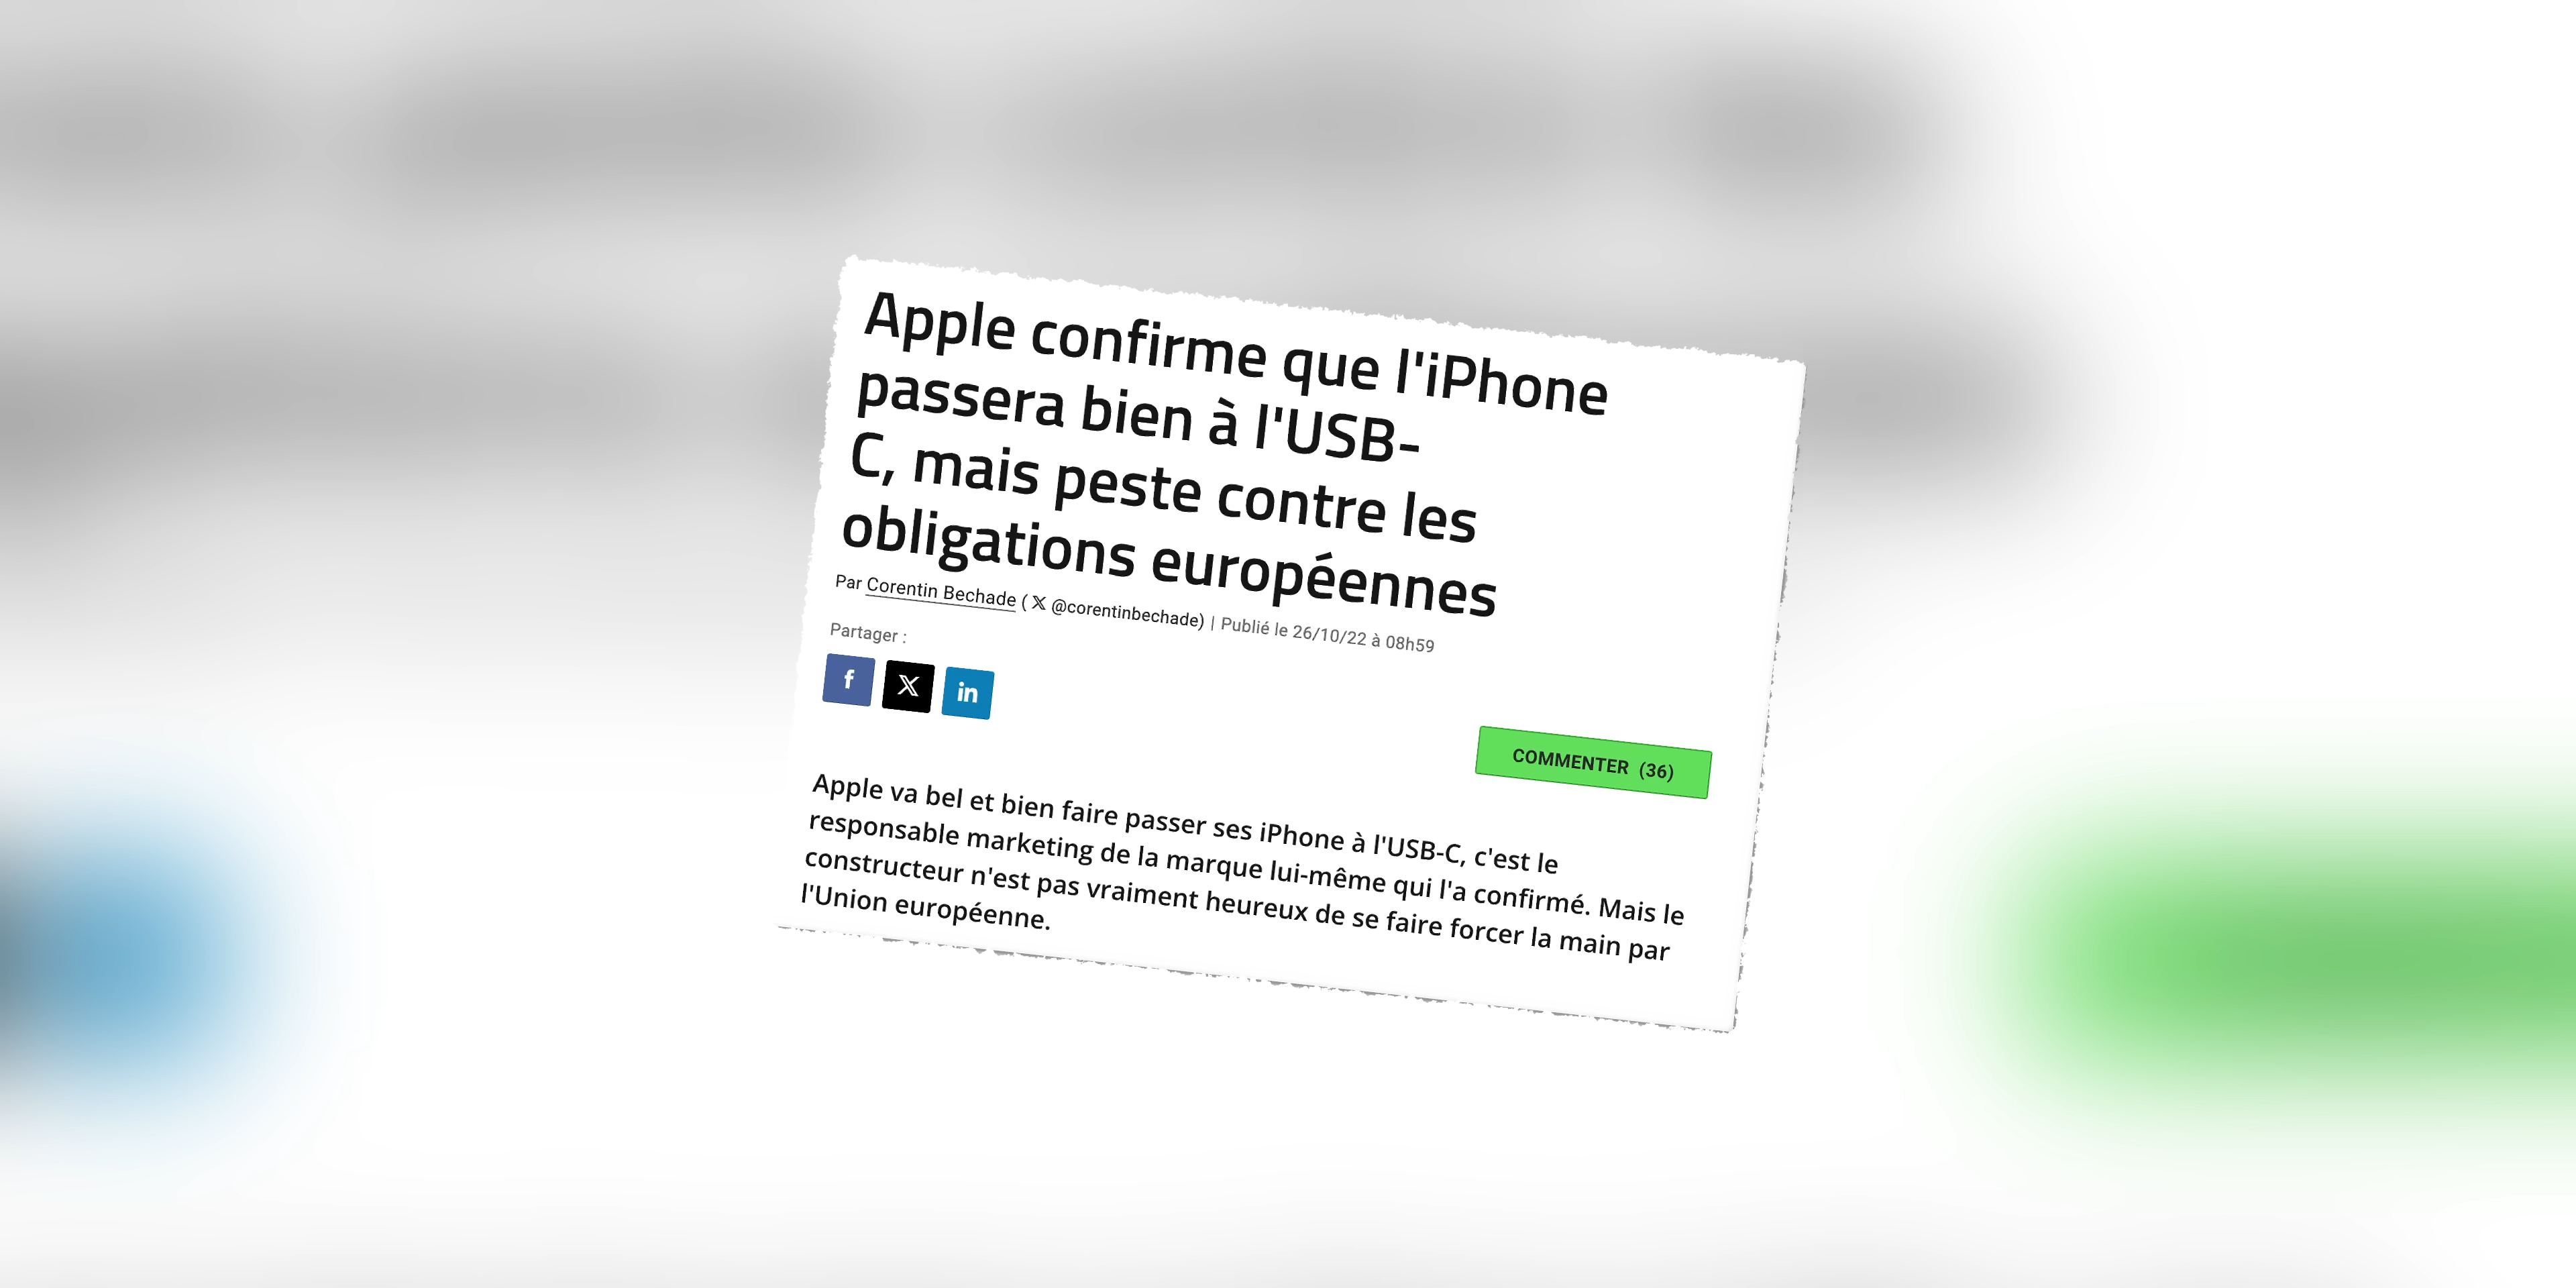 Apple confirme que l'iPhone
passera bien à l'USB-
C, mais peste contre les
obligations européennes
Par Corentin Bechade ( X @corentinbechade) | Publié le 26/10/22 à 08h59
Partager :
f X in
COMMENTER (36)
Apple va bel et bien faire passer ses iPhone à l'USB-C, c'est le
responsable marketing de la marque lui-même qui l'a confirmé. Mais le
constructeur n'est pas vraiment heureux de se faire forcer la main par
l'Union européenne.